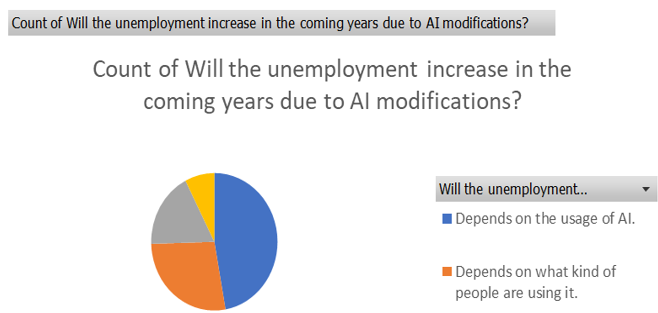 Count of Will the unemployment increase in the coming years due to AI modifications?
Count of Will the unemployment increase in the
coming years due to AI modifications?
Will the unemployment...
Depends on the usage of AI.
Depends on what kind of
people are using it.